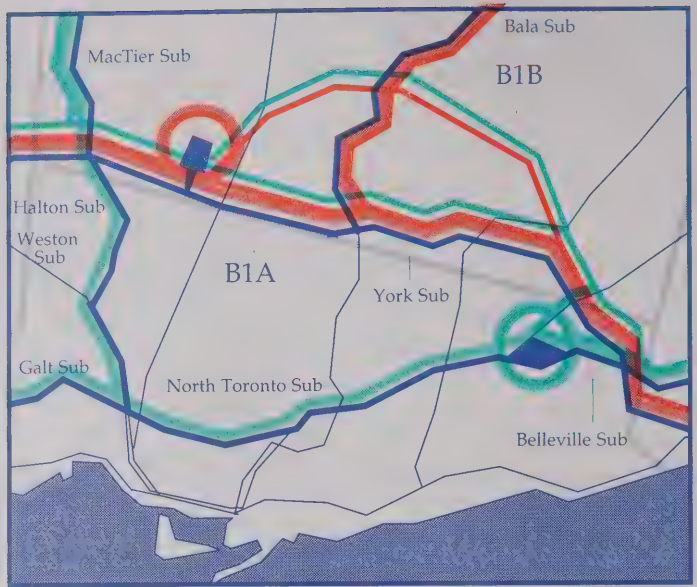 Bala Sub
MacTier Sub
B1B
Halton Sub
Weston
Sub
B1A
York Sub
Galt Sub
North Toronto Sub
Belleville Sub